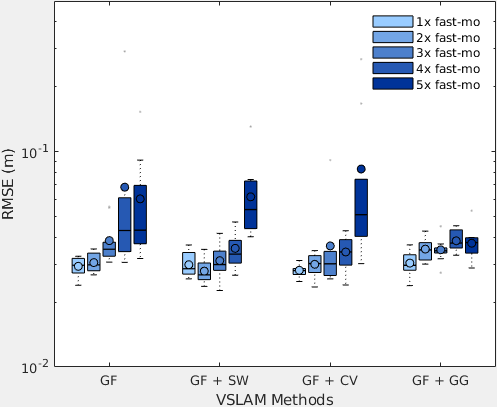 1x fast-mo
2x fast-mo
3x fast-mo
4x fast-mo
5x fast-mo
10^-1
RMSE (m)
10^-2
GF GF + SW GF + CV GF + GG
VSLAM Methods